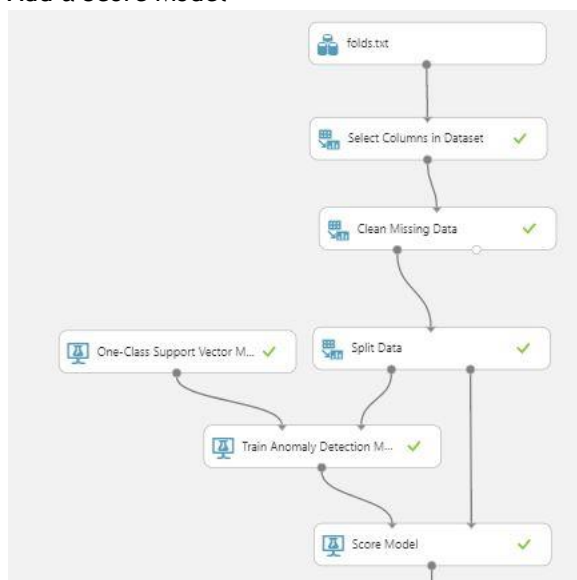 Add a Score Model
folds.txt
Select Columns in Dataset
Clean Missing Data
One-Class Support Vector M...
Split Data
Train Anomaly Detection M...
Score Model